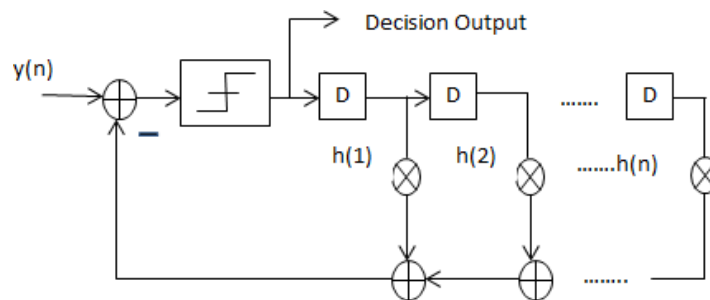 Decision Output
y(n)
D
D
.......
D
h(1)
h(2)
.......h(n)
........